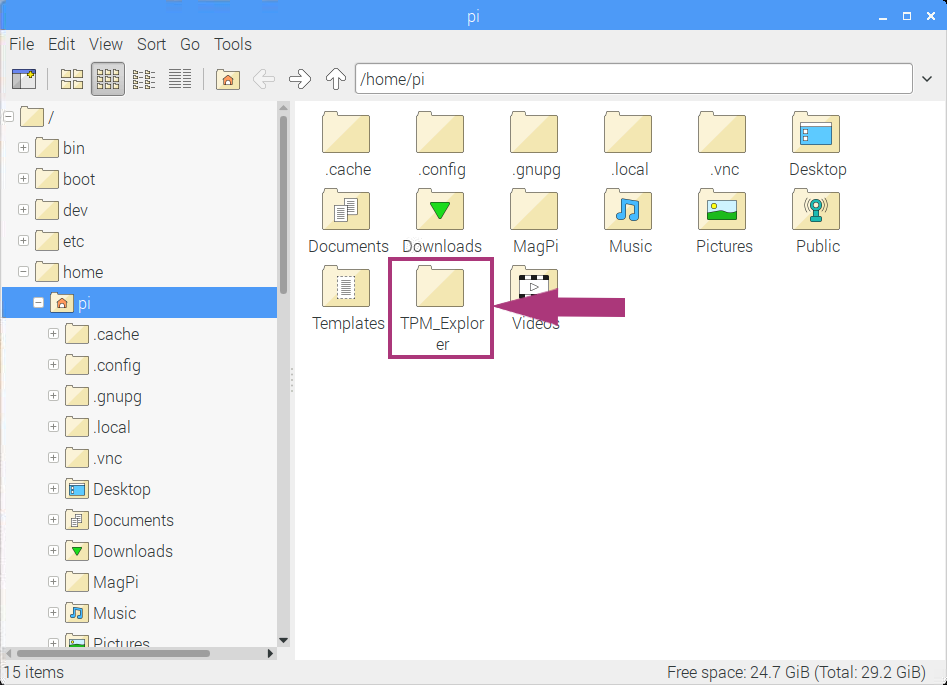 pi
File Edit View Sort Go Tools
/home/pi
/
bin
boot
dev
etc
home
pi
.cache
.config
.gnupg
.local
.vnc
Desktop
Documents
Downloads
MagPi
Music
Pictures
.cache .config .gnupg .local .vnc Desktop
Documents Downloads MagPi Music Pictures Public
Templates TPM_Explor Videos
er
15 items
Free space: 24.7 GiB (Total: 29.2 GiB)